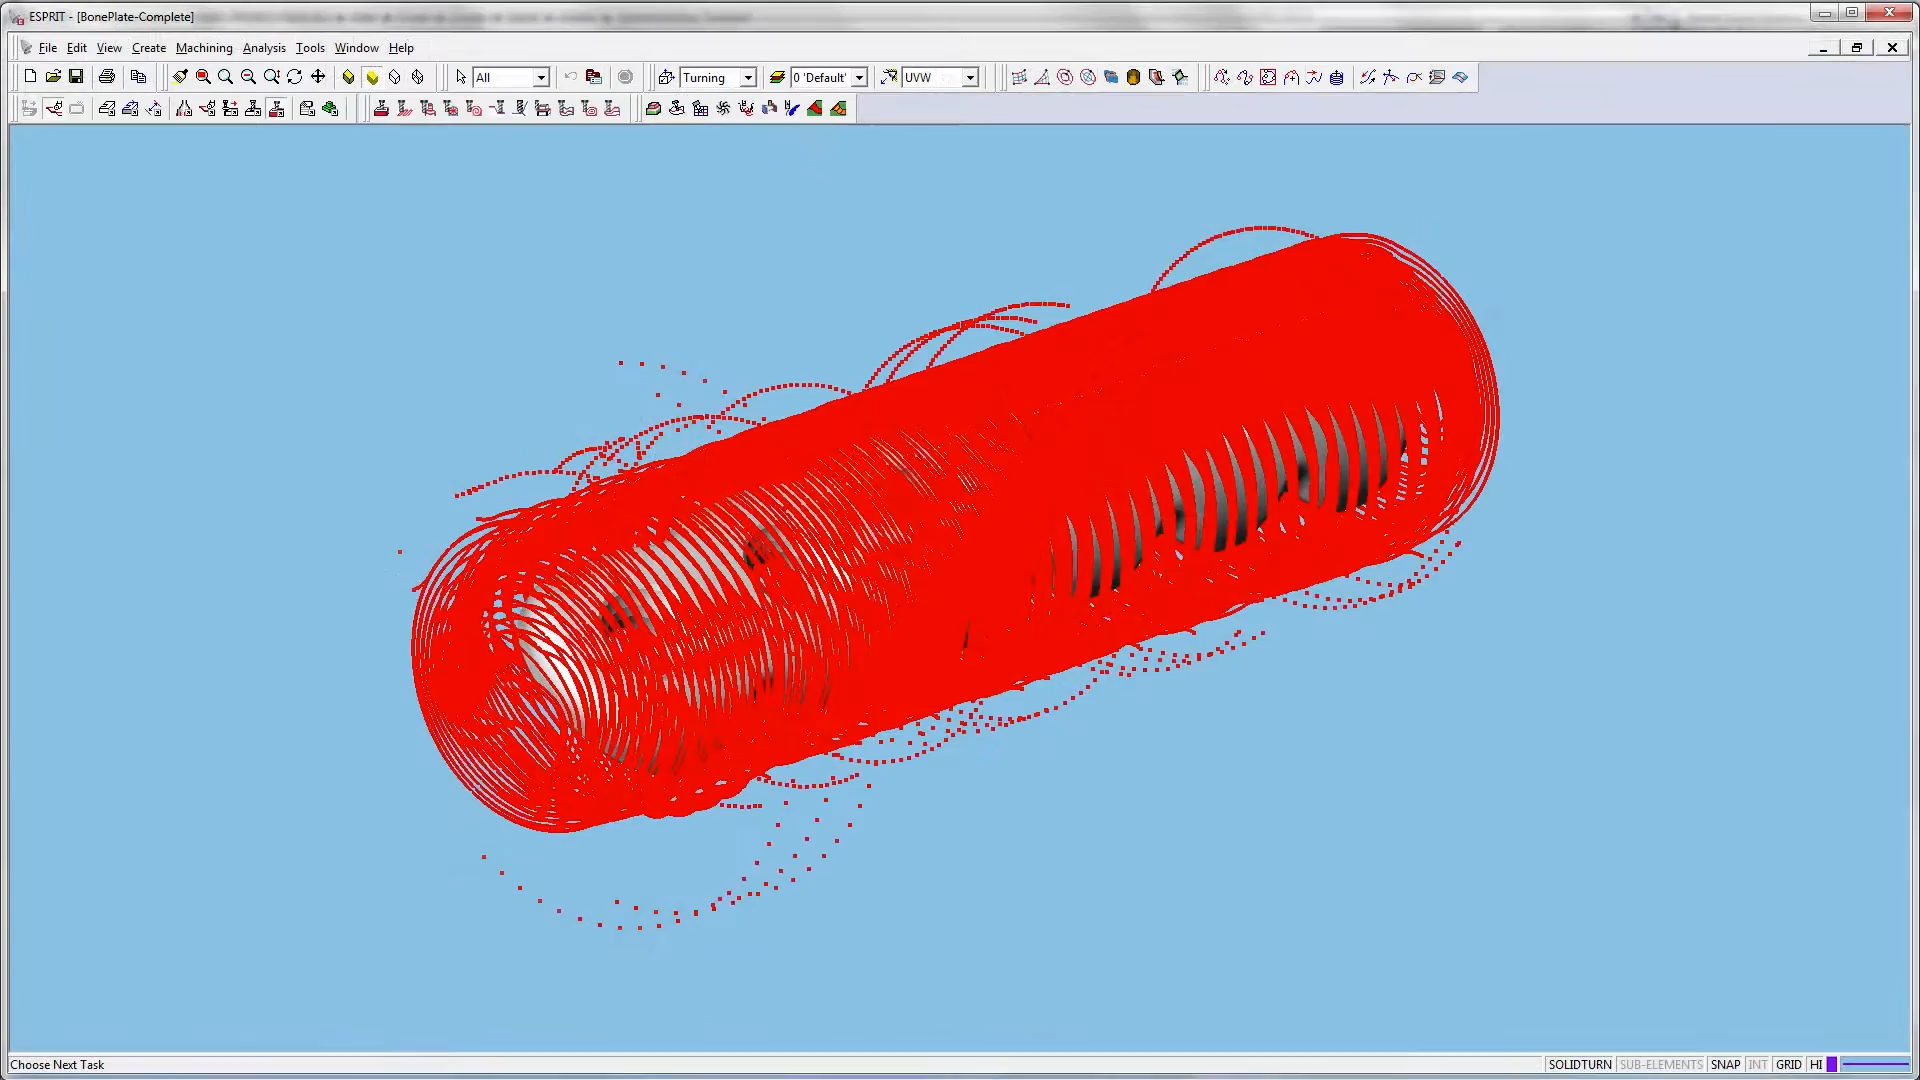 ESPRIT - [BonePlate-Complete]
File Edit View Create Machining Analysis Tools Window Help
All Turning 0 'Default' UVW
Choose Next Task SOLIDTURN SUB-ELEMENTS SNAP INT GRID HI